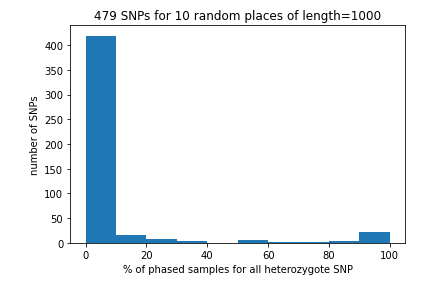 479 SNPs for 10 random places of length=1000
number of SNPs
400
350
300
250
200
150
100
50
0
0 20 40 60 80 100
% of phased samples for all heterozygote SNP